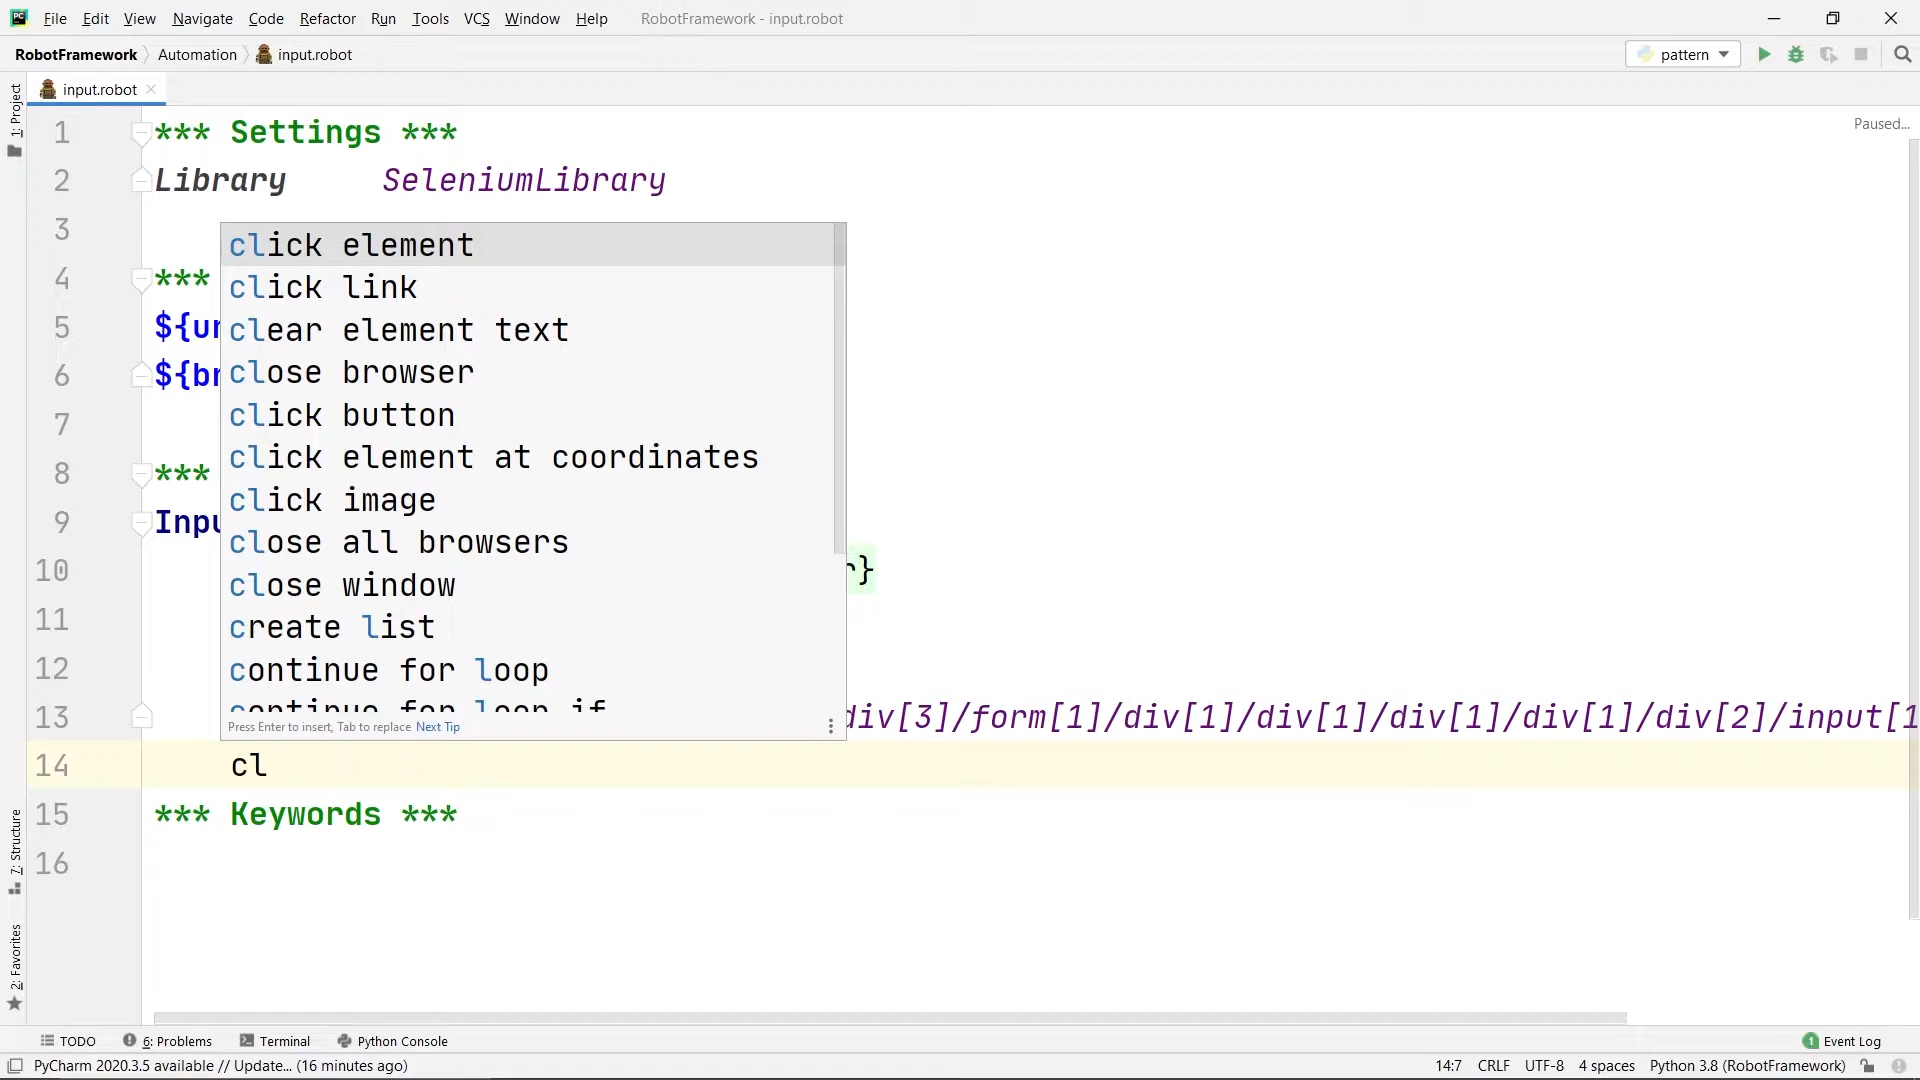 File Edit View Navigate Code Refactor Run Tools VCS Window Help RobotFramework - input.robot
RobotFramework Automation input.robot pattern
1: Project
input.robot
Paused...
1 *** Settings ***
2 Library SeleniumLibrary
3
4 ***
5 ${ur
6 ${br
7
8 ***
9 Inpu
10 r}
11
12
13 div[3]/form[1]/div[1]/div[1]/div[1]/div[1]/div[2]/input[1
click element
click link
clear element text
close browser
click button
click element at coordinates
click image
close all browsers
close window
create list
continue for loop
continue for loop if
Press Enter to insert, Tab to replace Next Tip
14 cl
15 *** Keywords ***
16
7: Structure
2: Favorites
TODO 6: Problems Terminal Python Console 1 Event Log
PyCharm 2020.3.5 available // Update... (16 minutes ago) 14:7 CRLF UTF-8 4 spaces Python 3.8 (RobotFramework)